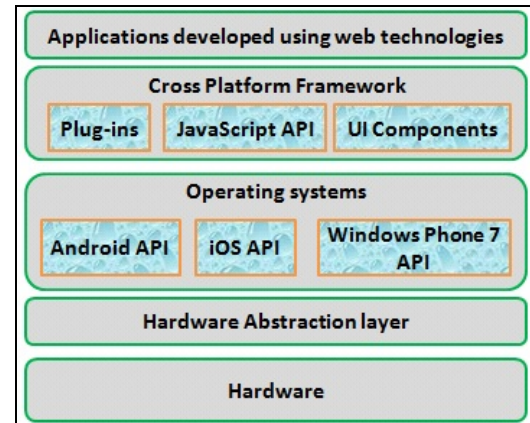 Applications developed using web technologies
Cross Platform Framework
Plug-ins
JavaScript API
UI Components
Operating systems
Android API
iOS API
Windows Phone 7
API
Hardware Abstraction layer
Hardware